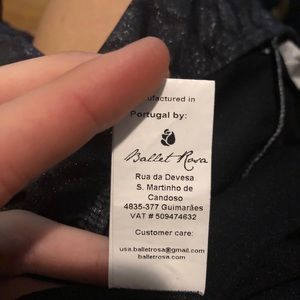 ufactured in
Portugal by:
Ballet Rosa
Rua da Devesa
S. Martinho de
Candoso
4835-377 Guimarães
VAT # 509474632
Customer care:
usa.balletrosa@gmail.com
balletrosa.com